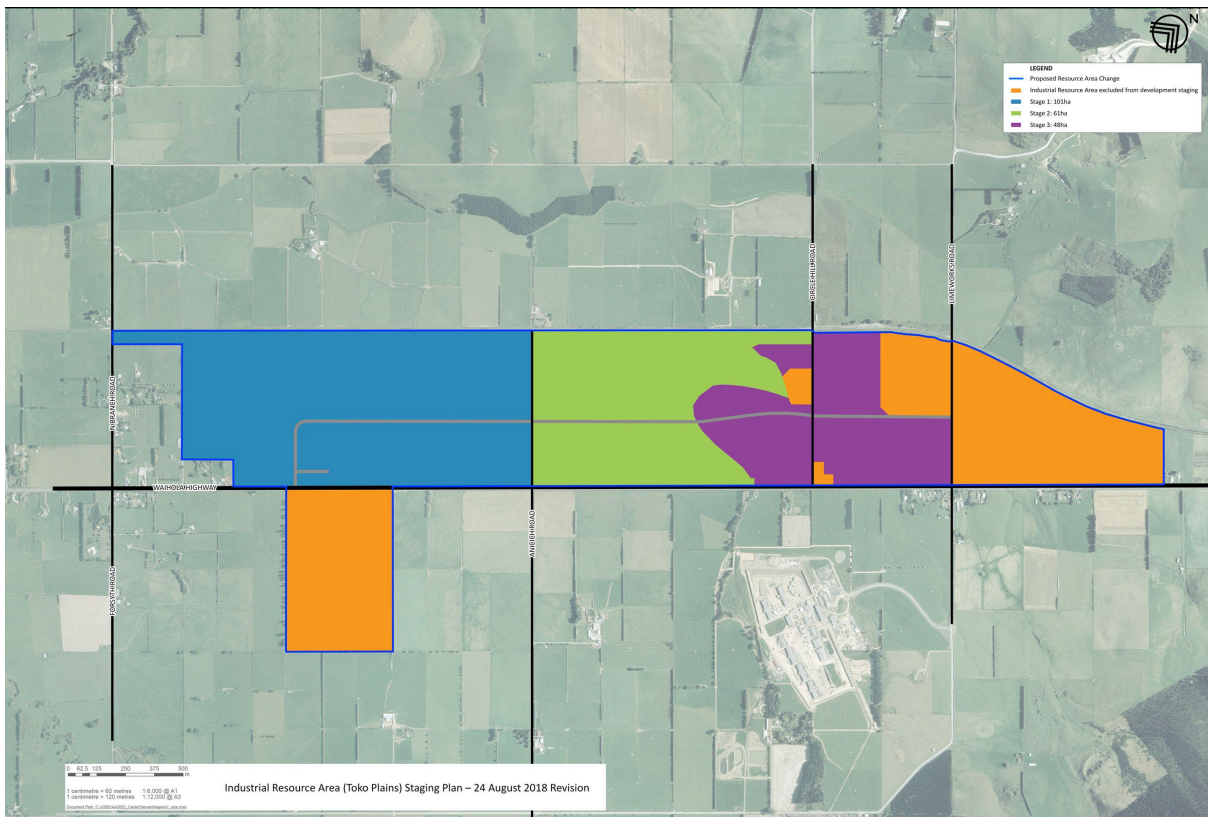 N
LEGEND
Proposed Resource Area Change
Industrial Resource Area excluded from development staging
Stage 1: 101ha
Stage 2: 61ha
Stage 3: 48ha
CIRCLE HILL ROAD
LIMEWORKS ROAD
WAIHOLA HIGHWAY
FORSYTH ROAD
0 62.5 125 250 375 500
m
1 centimetre = 60 metres 1:6,000 @ A1
1 centimetre = 120 metres 1:12,000 @ A3
Industrial Resource Area (Toko Plains) Staging Plan – 24 August 2018 Revision